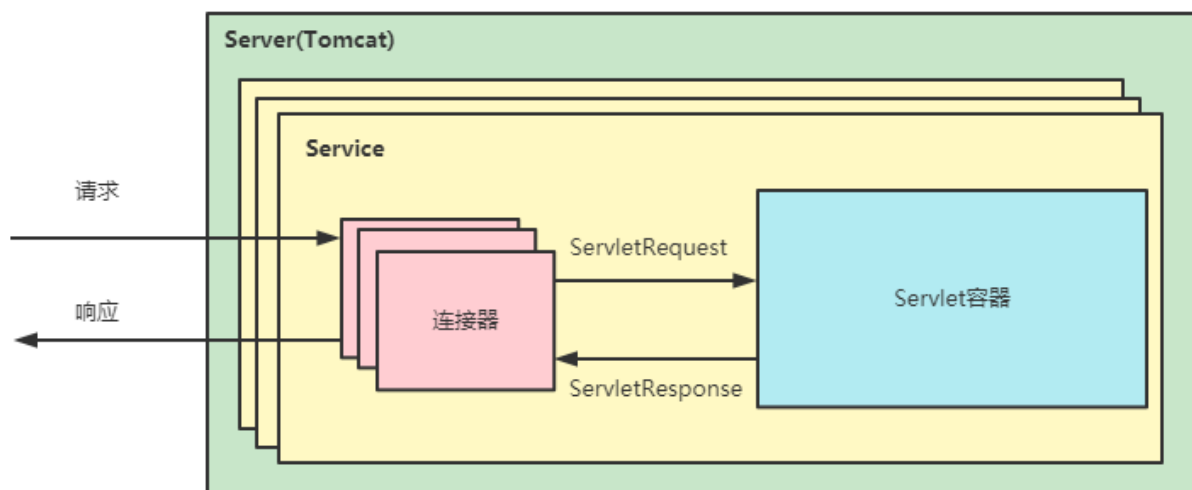 Server(Tomcat)
Service
请求
ServletRequest
Servlet容器
响应
连接器
ServletResponse